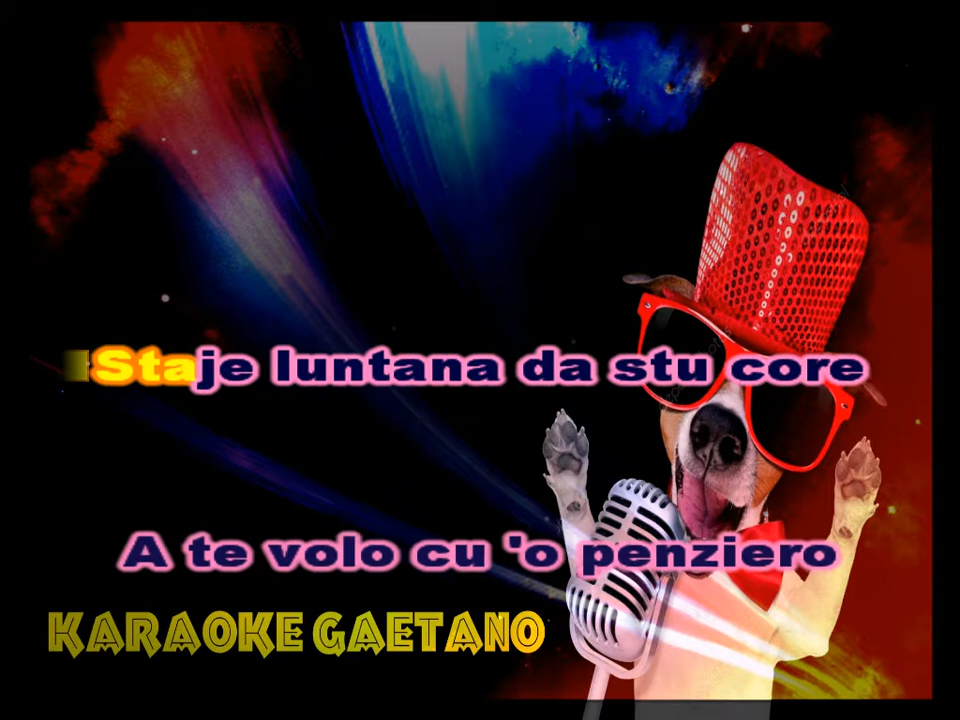 Staje luntana da stu core
A te volo cu 'o penziero
KARAOKE GAETANO